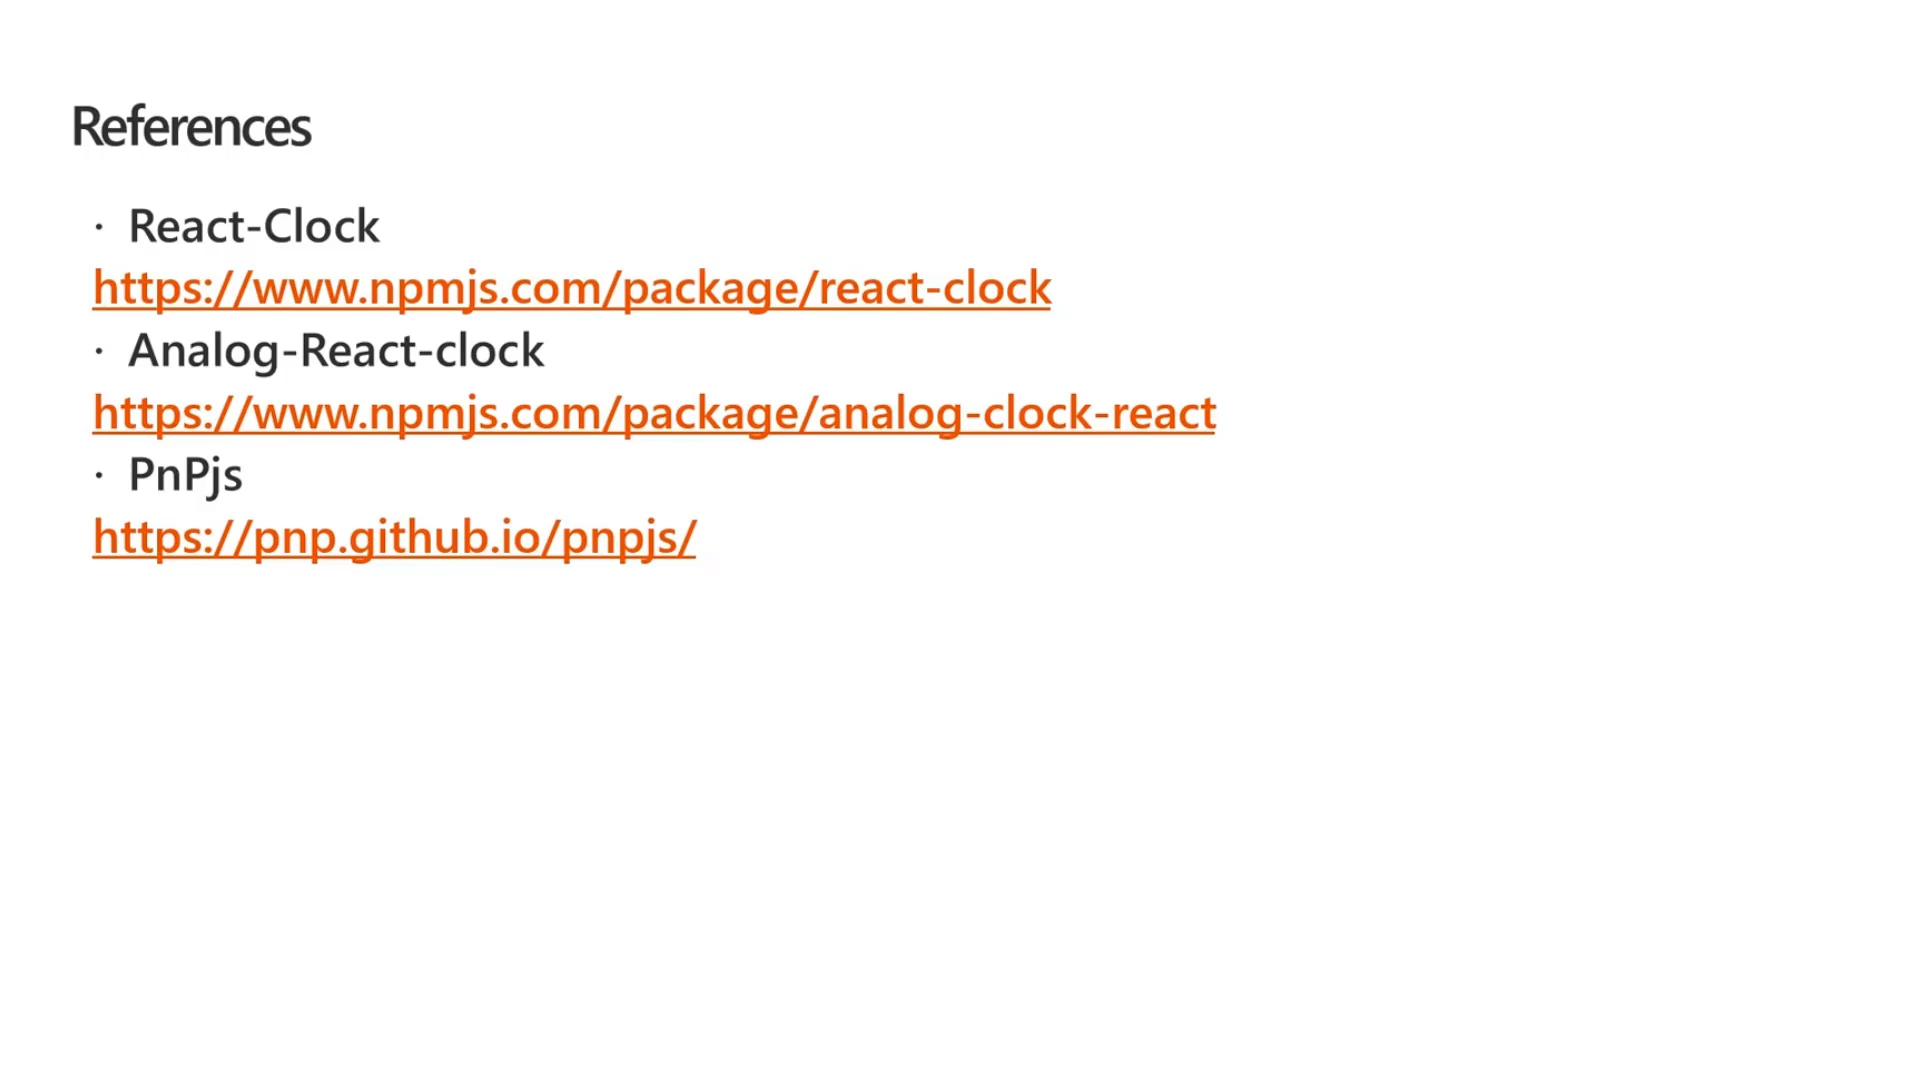 References
· React-Clock
https://www.npmjs.com/package/react-clock
· Analog-React-clock
https://www.npmjs.com/package/analog-clock-react
· PnPjs
https://pnp.github.io/pnpjs/